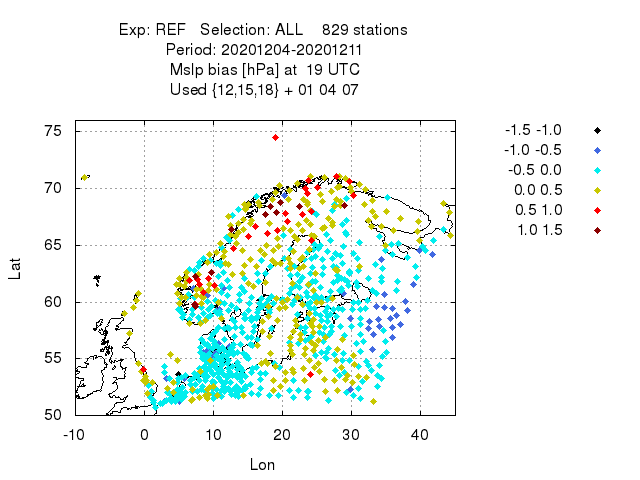 Exp: REF Selection: ALL 829 stations
Period: 20201204-20201211
Mslp bias [hPa] at 19 UTC
Used {12,15,18} + 01 04 07
75
70
65
60
55
50
Lat
-10 0 10 20 30 40
Lon
-1.5 -1.0
-1.0 -0.5
-0.5 0.0
0.0 0.5
0.5 1.0
1.0 1.5